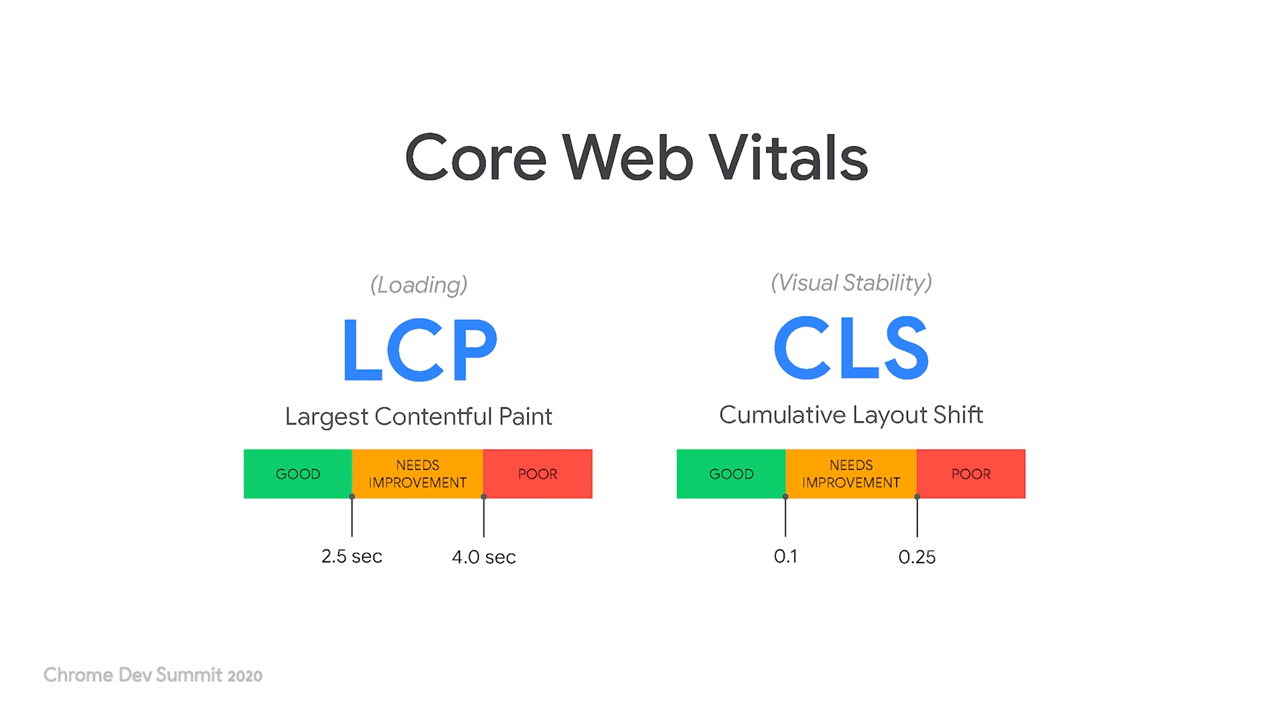 Core Web Vitals
(Loading)
LCP
Largest Contentful Paint
GOOD
NEEDS
IMPROVEMENT
POOR
2.5 sec
4.0 sec
(Visual Stability)
CLS
Cumulative Layout Shift
GOOD
NEEDS
IMPROVEMENT
POOR
0.1
0.25
Chrome Dev Summit 2020